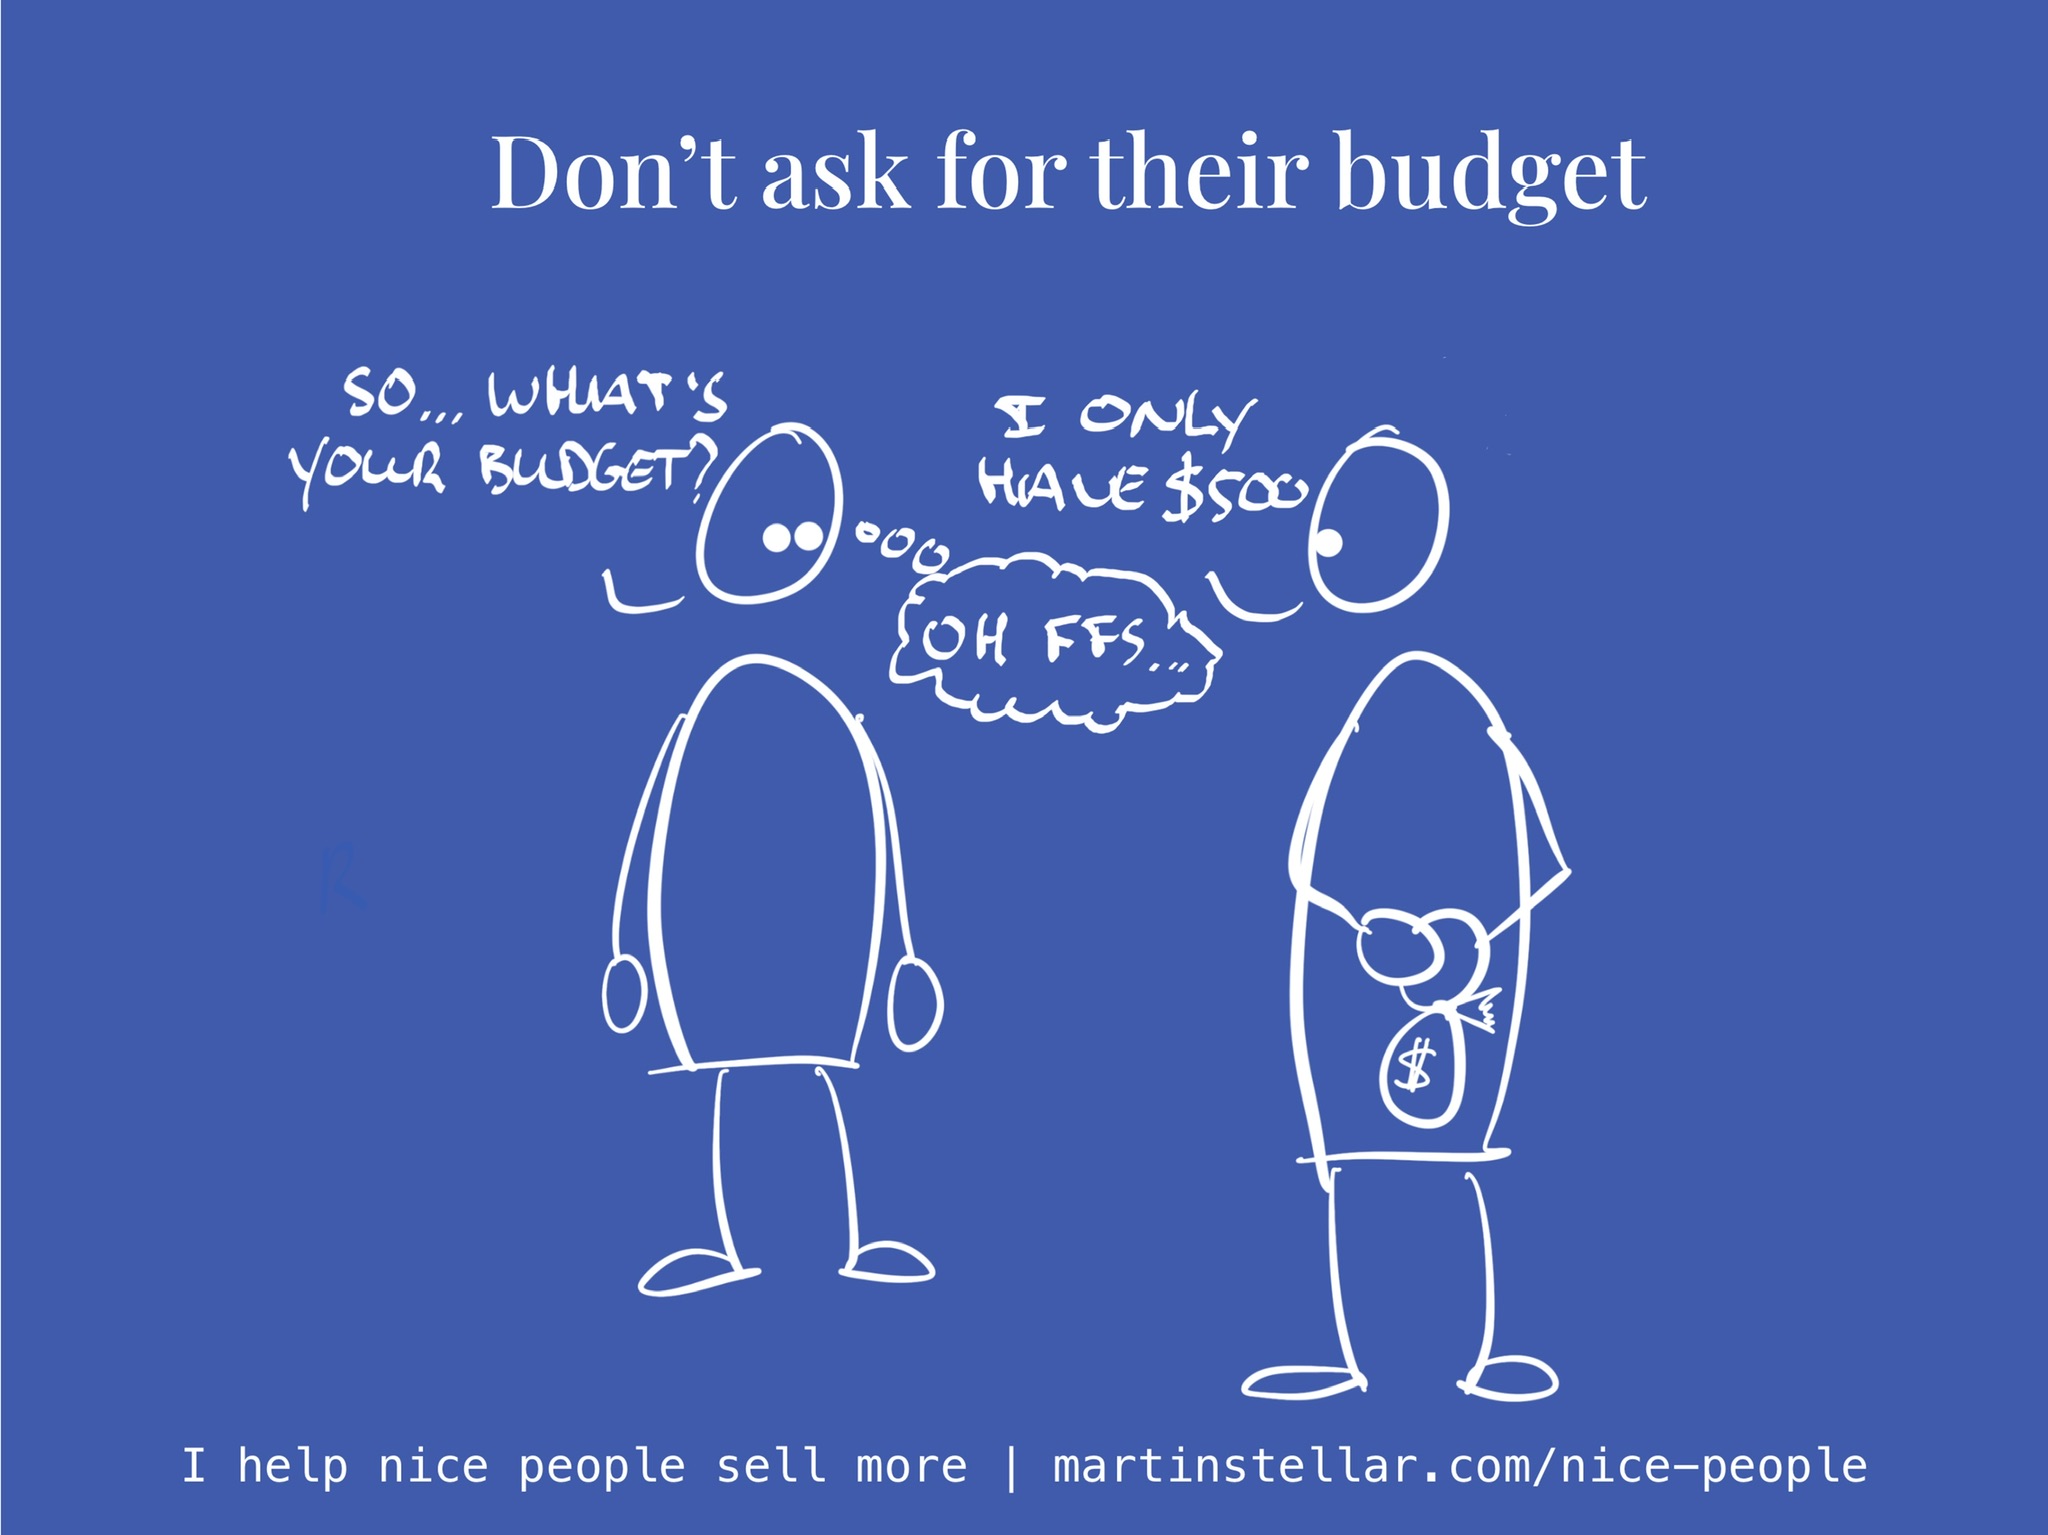 Don’t ask for their budget
SO... WHAT'S
YOUR BUDGET?
I ONLY
HAVE $500
OH FFS...
$
R
I help nice people sell more | martinstellar.com/nice-people